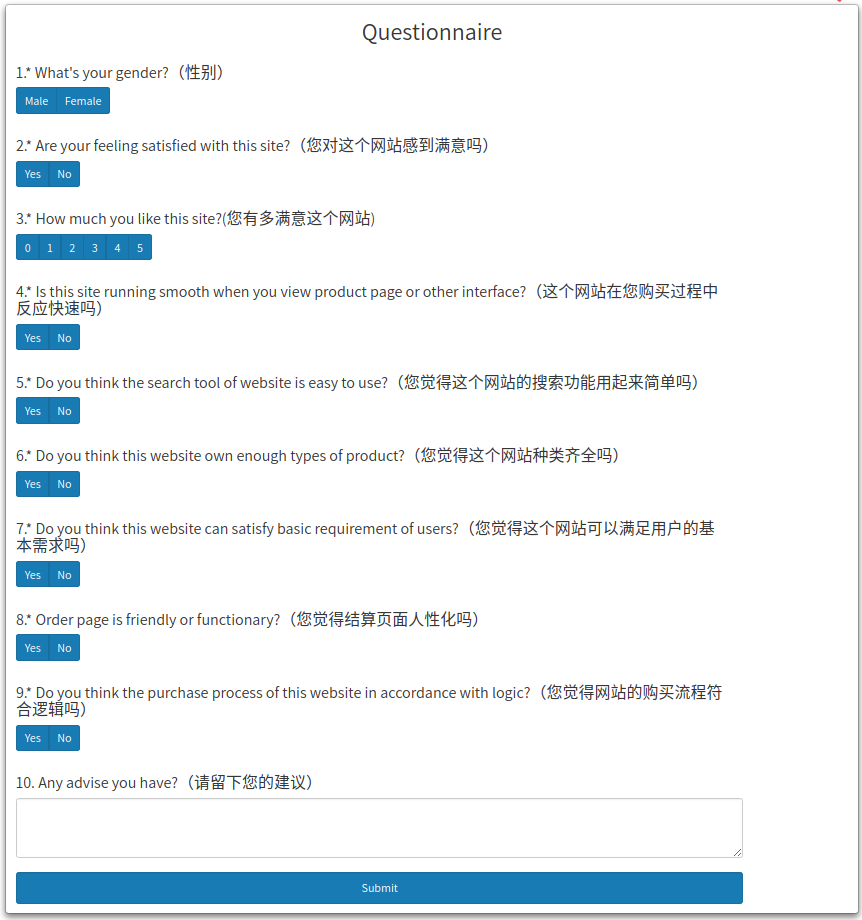 Questionnaire
1.* What's your gender?（性别）
Male Female
2.* Are your feeling satisfied with this site?（您对这个网站感到满意吗）
Yes No
3.* How much you like this site?(您有多满意这个网站)
0 1 2 3 4 5
4.* Is this site running smooth when you view product page or other interface?（这个网站在您购买过程中
反应快速吗）
Yes No
5.* Do you think the search tool of website is easy to use?（您觉得这个网站的搜索功能用起来简单吗）
Yes No
6.* Do you think this website own enough types of product?（您觉得这个网站种类齐全吗）
Yes No
7.* Do you think this website can satisfy basic requirement of users?（您觉得这个网站可以满足用户的基
本需求吗）
Yes No
8.* Order page is friendly or functionary?（您觉得结算页面人性化吗）
Yes No
9.* Do you think the purchase process of this website in accordance with logic?（您觉得网站的购买流程符
合逻辑吗）
Yes No
10. Any advise you have?（请留下您的建议）
Submit